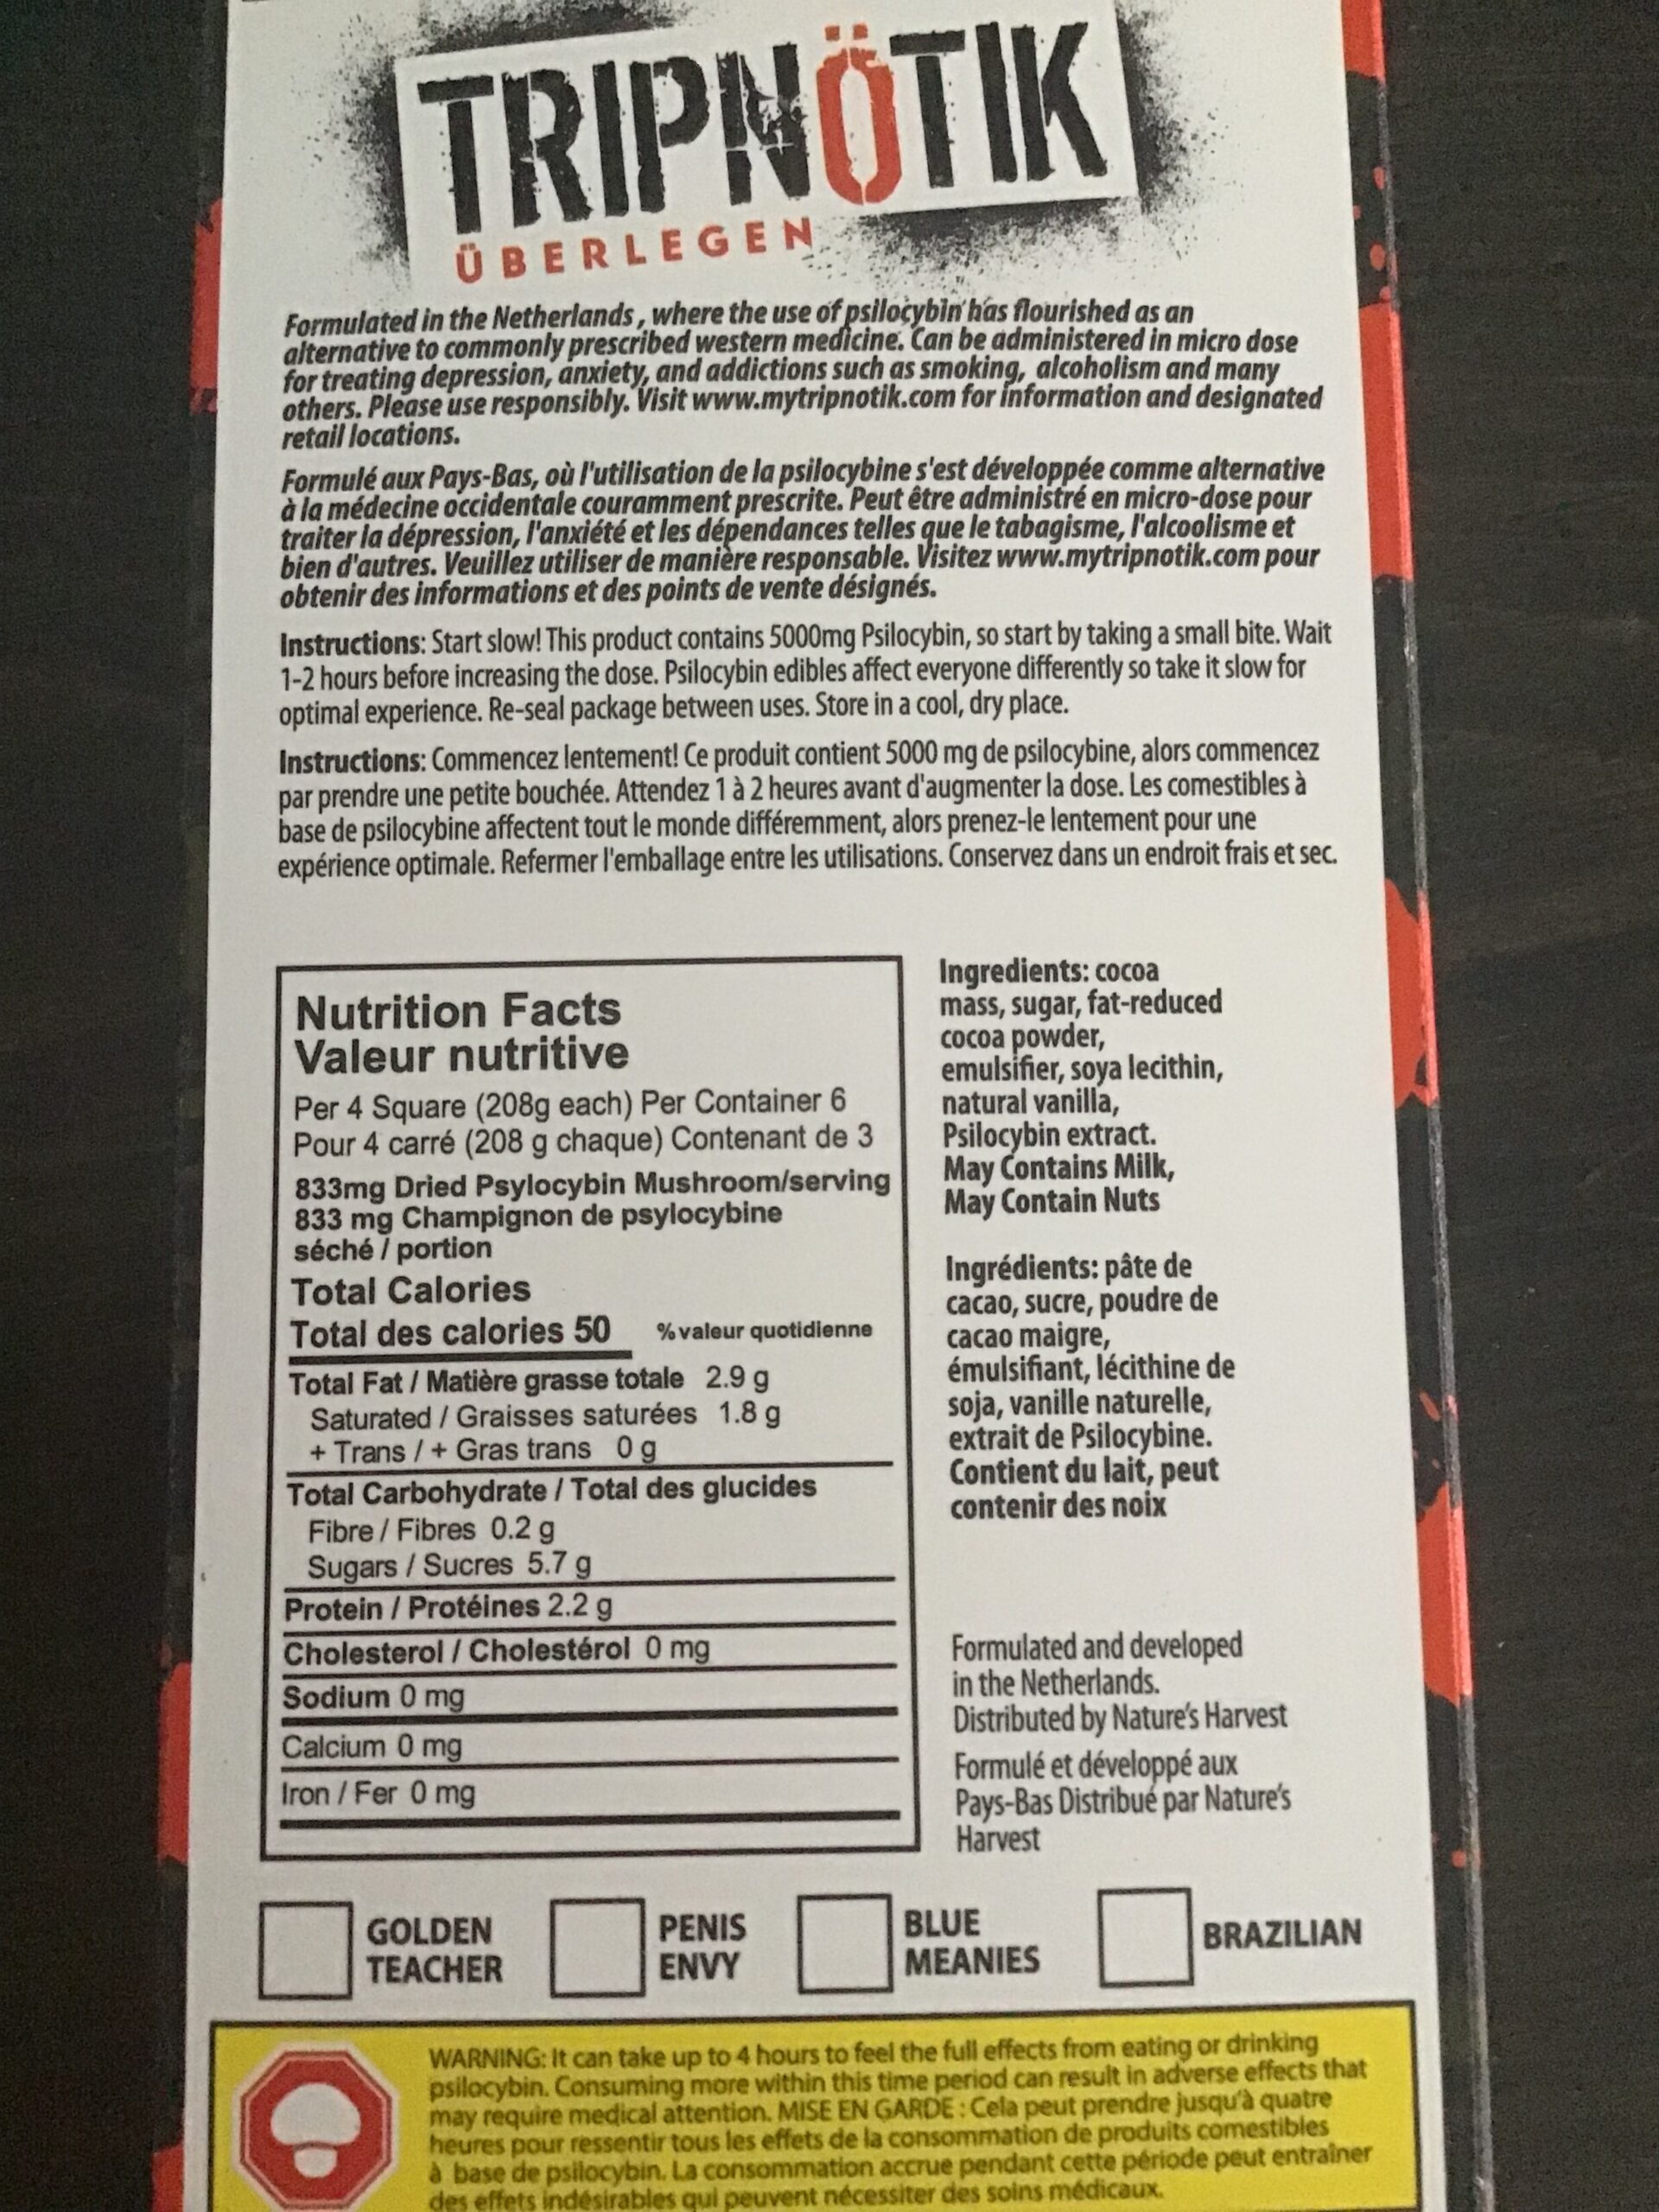 TRIPNÖTIK
ÜBERLEGEN
Formulated in the Netherlands , where the use of psilocybin has flourished as an
alternative to commonly prescribed western medicine. Can be administered in micro dose
for treating depression, anxiety, and addictions such as smoking, alcoholism and many
others. Please use responsibly. Visit www.mytripnotik.com for information and designated
retail locations.
Formulé aux Pays-Bas, où l'utilisation de la psilocybine s'est développée comme alternative
à la médecine occidentale couramment prescrite. Peut être administré en micro-dose pour
traiter la dépression, l'anxiété et les dépendances telles que le tabagisme, l'alcoolisme et
bien d'autres. Veuillez utiliser de manière responsable. Visitez www.mytripnotik.com pour
obtenir des informations et des points de vente désignés.
Instructions: Start slow! This product contains 5000mg Psilocybin, so start by taking a small bite. Wait
1-2 hours before increasing the dose. Psilocybin edibles affect everyone differently so take it slow for
optimal experience. Re-seal package between uses. Store in a cool, dry place.
Instructions: Commencez lentement! Ce produit contient 5000 mg de psilocybine, alors commencez
par prendre une petite bouchée. Attendez 1 à 2 heures avant d'augmenter la dose. Les comestibles à
base de psilocybine affectent tout le monde différemment, alors prenez-le lentement pour une
expérience optimale. Refermer l'emballage entre les utilisations. Conservez dans un endroit frais et sec.
Nutrition Facts
Valeur nutritive
Per 4 Square (208g each) Per Container 6
Pour 4 carré (208 g chaque) Contenant de 3
833mg Dried Psylocybin Mushroom/serving
833 mg Champignon de psylocybine
séché / portion
Total Calories
Total des calories 50 % valeur quotidienne
Total Fat / Matière grasse totale 2.9 g
Saturated / Graisses saturées 1.8 g
+ Trans / + Gras trans 0 g
Total Carbohydrate / Total des glucides
Fibre / Fibres 0.2 g
Sugars / Sucres 5.7 g
Protein / Protéines 2.2 g
Cholesterol / Cholestérol 0 mg
Sodium 0 mg
Calcium 0 mg
Iron / Fer 0 mg
Ingredients: cocoa
mass, sugar, fat-reduced
cocoa powder,
emulsifier, soya lecithin,
natural vanilla,
Psilocybin extract.
May Contains Milk,
May Contain Nuts
Ingrédients: pâte de
cacao, sucre, poudre de
cacao maigre,
émulsifiant, lécithine de
soja, vanille naturelle,
extrait de Psilocybine.
Contient du lait, peut
contenir des noix
Formulated and developed
in the Netherlands.
Distributed by Nature's Harvest
Formulé et développé aux
Pays-Bas Distribué par Nature's
Harvest
GOLDEN
TEACHER
PENIS
ENVY
BLUE
MEANIES
BRAZILIAN
WARNING: It can take up to 4 hours to feel the full effects from eating or drinking
psilocybin. Consuming more within this time period can result in adverse effects that
may require medical attention. MISE EN GARDE : Cela peut prendre jusqu'à quatre
heures pour ressentir tous les effets de la consommation de produits comestibles
à base de psilocybin. La consommation accrue pendant cette période peut entraîner
des effets indésirables qui peuvent nécessiter des soins médicaux.